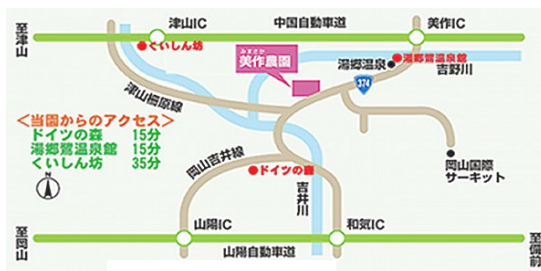 至津山
津山IC
中国自動車道
美作IC
くいしん坊
みまさか
美作農園
湯郷温泉
湯郷鷺温泉館
吉野川
374
津山柵原線
<当園からのアクセス>
ドイツの森 15分
湯郷鷺温泉館 15分
くいしん坊 35分
N
岡山吉井線
ドイツの森
吉井川
岡山国際
サーキット
至岡山
山陽IC
山陽自動車道
和気IC
至備前